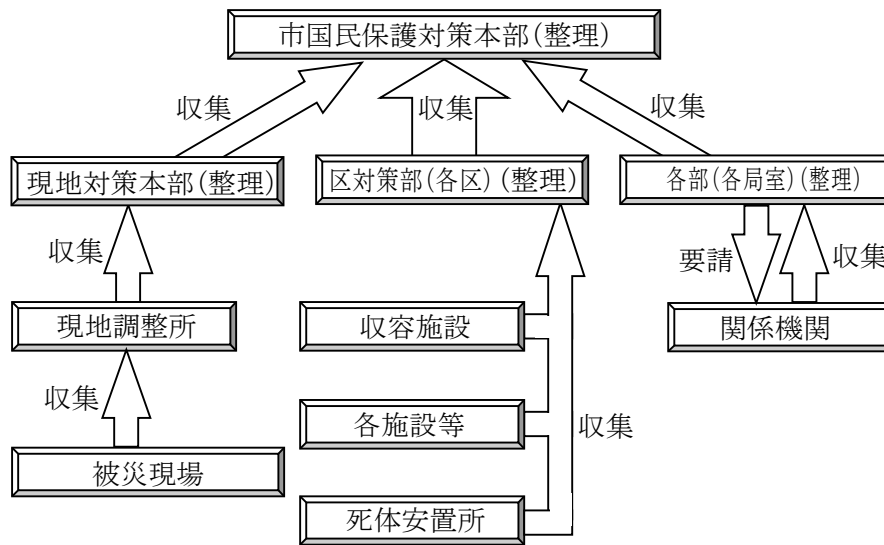 市国民保護対策本部(整理)
収集
収集
収集
現地対策本部(整理)
区対策部(各区)(整理)
各部(各局室)(整理)
収集
要請
収集
現地調整所
収容施設
関係機関
収集
各施設等
収集
被災現場
死体安置所